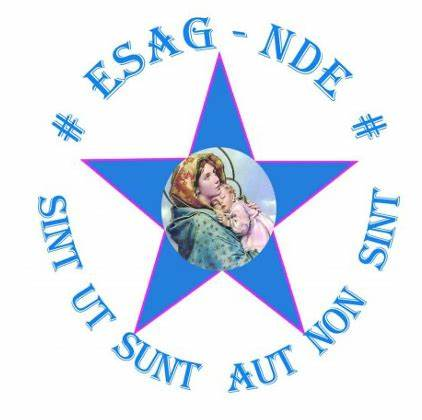 # ESAG - NDE #
SINT UT SUNT AUT NON SINT